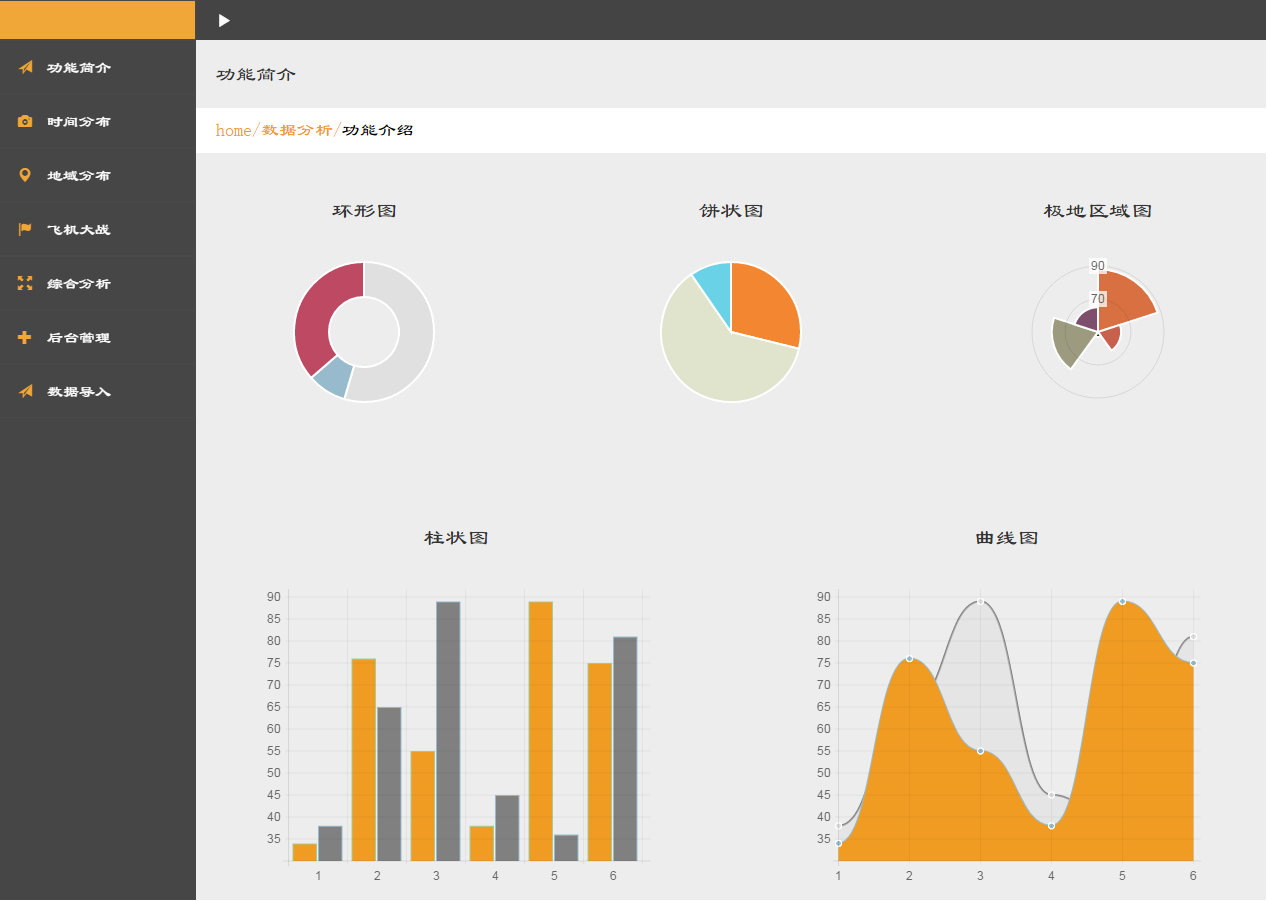 功能简介
时间分布
地域分布
飞机大战
综合分析
后台管理
数据导入
功能简介
home/数据分析/功能介绍
环形图 饼状图 极地区域图
90
70
柱状图 曲线图
90
85
80
75
70
65
60
55
50
45
40
35
1 2 3 4 5 6
90
85
80
75
70
65
60
55
50
45
40
35
1 2 3 4 5 6